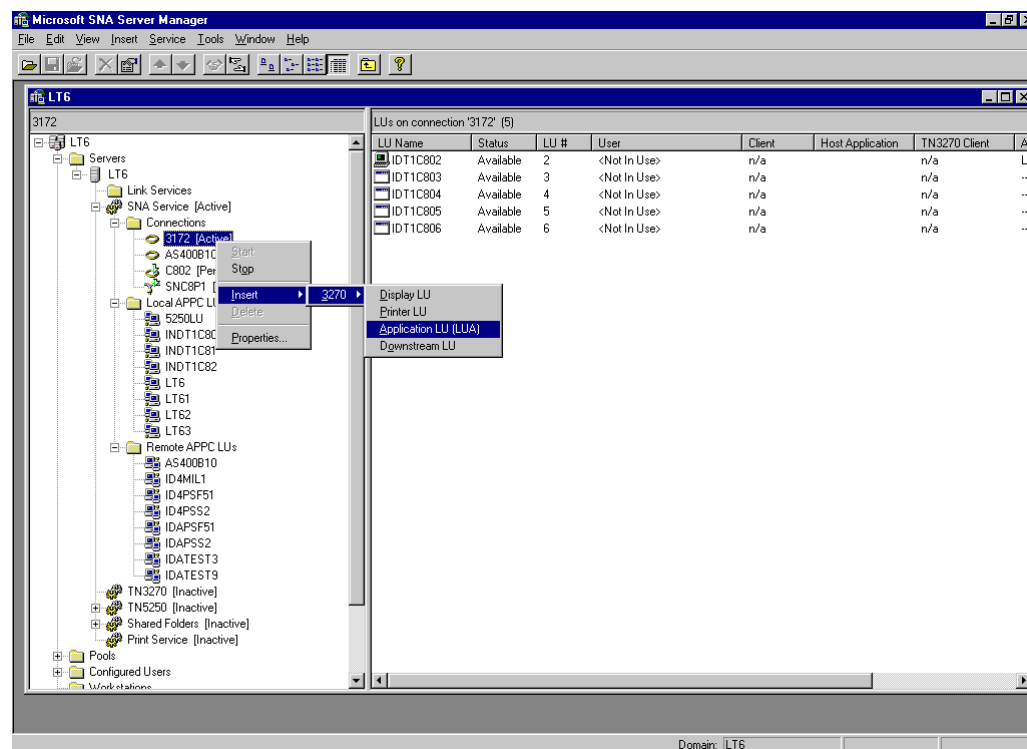 Microsoft SNA Server Manager
File Edit View Insert Service Tools Window Help
LT6
3172
LUs on connection '3172' (5)
LT6
Servers
LT6
Link Services
SNA Service [Active]
Connections
3172 [Active]
AS400B10
C802 [Per
SNC8P1 [
Local APPC LU
5250LU
INDT1C80
INDT1C81
INDT1C82
LT6
LT61
LT62
LT63
Remote APPC LUs
AS400B10
ID4MIL1
ID4PSF51
ID4PSS2
IDAPSF51
IDAPSS2
IDATEST3
IDATEST9
TN3270 [Inactive]
TN5250 [Inactive]
Shared Folders [Inactive]
Print Service [Inactive]
Pools
Configured Users
Workstations
Start
Stop
Insert
Delete
Properties...
3270
Display LU
Printer LU
Application LU (LUA)
Downstream LU
LU Name Status LU # User Client Host Application TN3270 Client A
IDT1C802 Available 2 <Not In Use> n/a n/a L
IDT1C803 Available 3 <Not In Use> n/a n/a --
IDT1C804 Available 4 <Not In Use> n/a n/a --
IDT1C805 Available 5 <Not In Use> n/a n/a --
IDT1C806 Available 6 <Not In Use> n/a n/a --
Domain: LT6